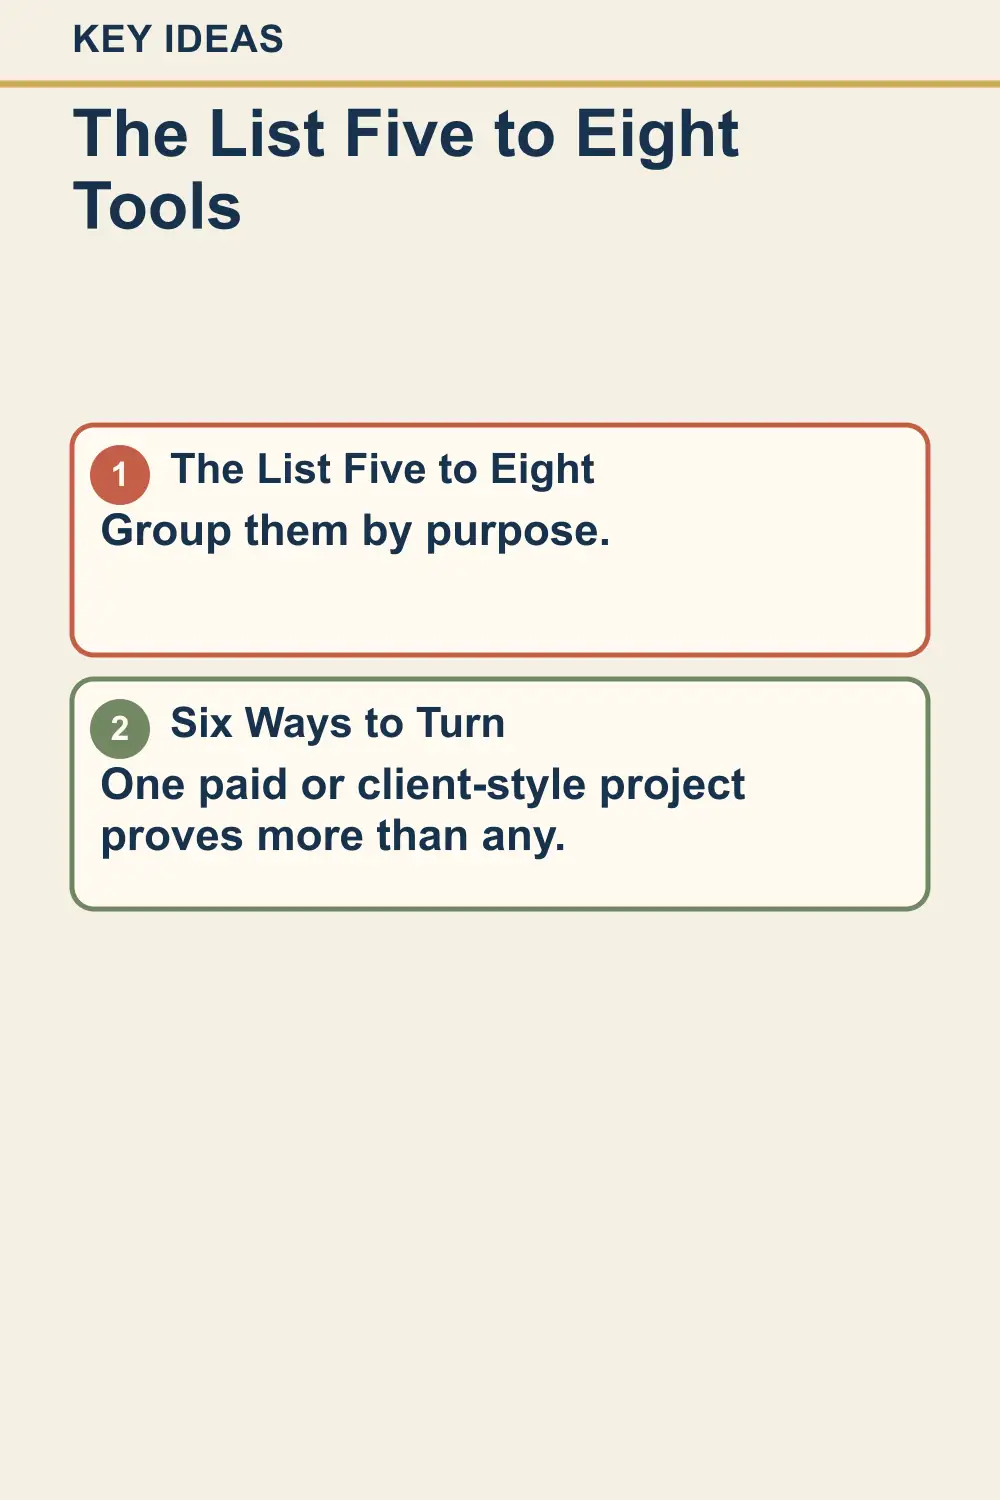 KEY IDEAS
The List Five to Eight
Tools
1 The List Five to Eight
Group them by purpose.
2 Six Ways to Turn
One paid or client-style project
proves more than any.